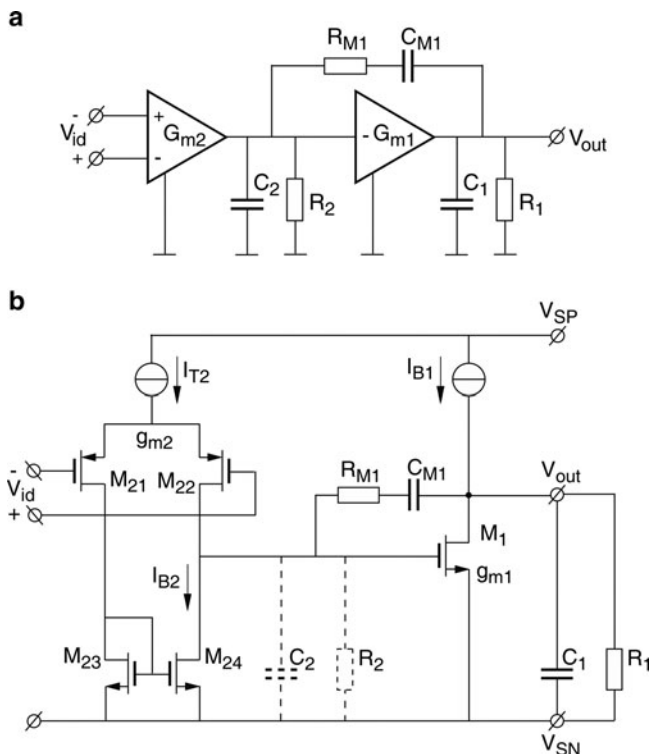 a
R_M1 C_M1
- V_id +
+ - G_m2
- G_m1
V_out
C_2 R_2
C_1 R_1
b
V_SP
I_T2 I_B1
g_m2
- V_id +
M_21 M_22
R_M1 C_M1
V_out
M_1
g_m1
I_B2
M_23 M_24
C_2 R_2
C_1 R_1
V_SN